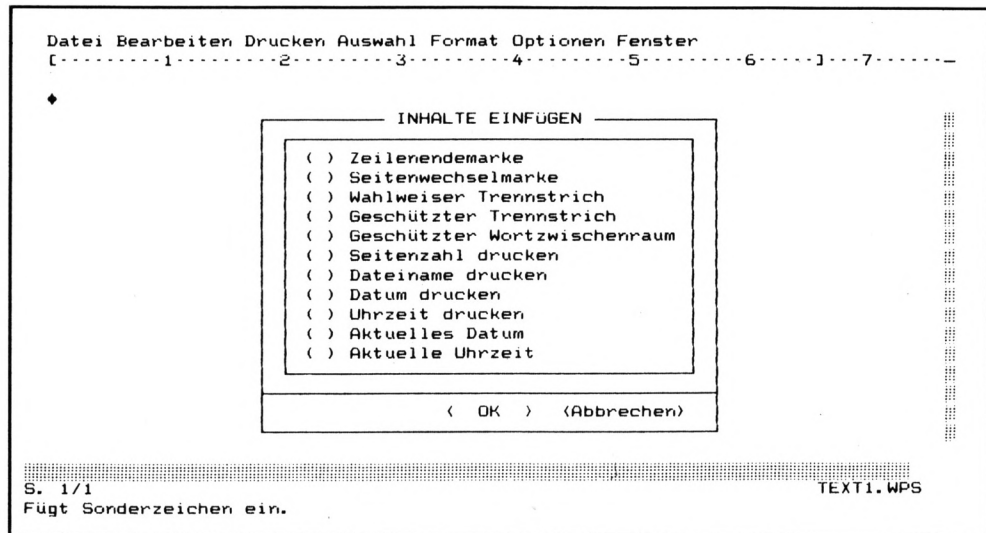 Datei Bearbeiten Drucken Auswahl Format Optionen Fenster
[·········1·········2·········3·········4·········5·········6·····]···7······
INHALTE EINFÜGEN
( ) Zeilenendemarke
( ) Seitenwechselmarke
( ) Wahlweiser Trennstrich
( ) Geschützter Trennstrich
( ) Geschützter Wortzwischenraum
( ) Seitenzahl drucken
( ) Dateiname drucken
( ) Datum drucken
( ) Uhrzeit drucken
( ) Aktuelles Datum
( ) Aktuelle Uhrzeit
< OK > <Abbrechen>
S. 1/1 TEXT1.WPS
Fügt Sonderzeichen ein.